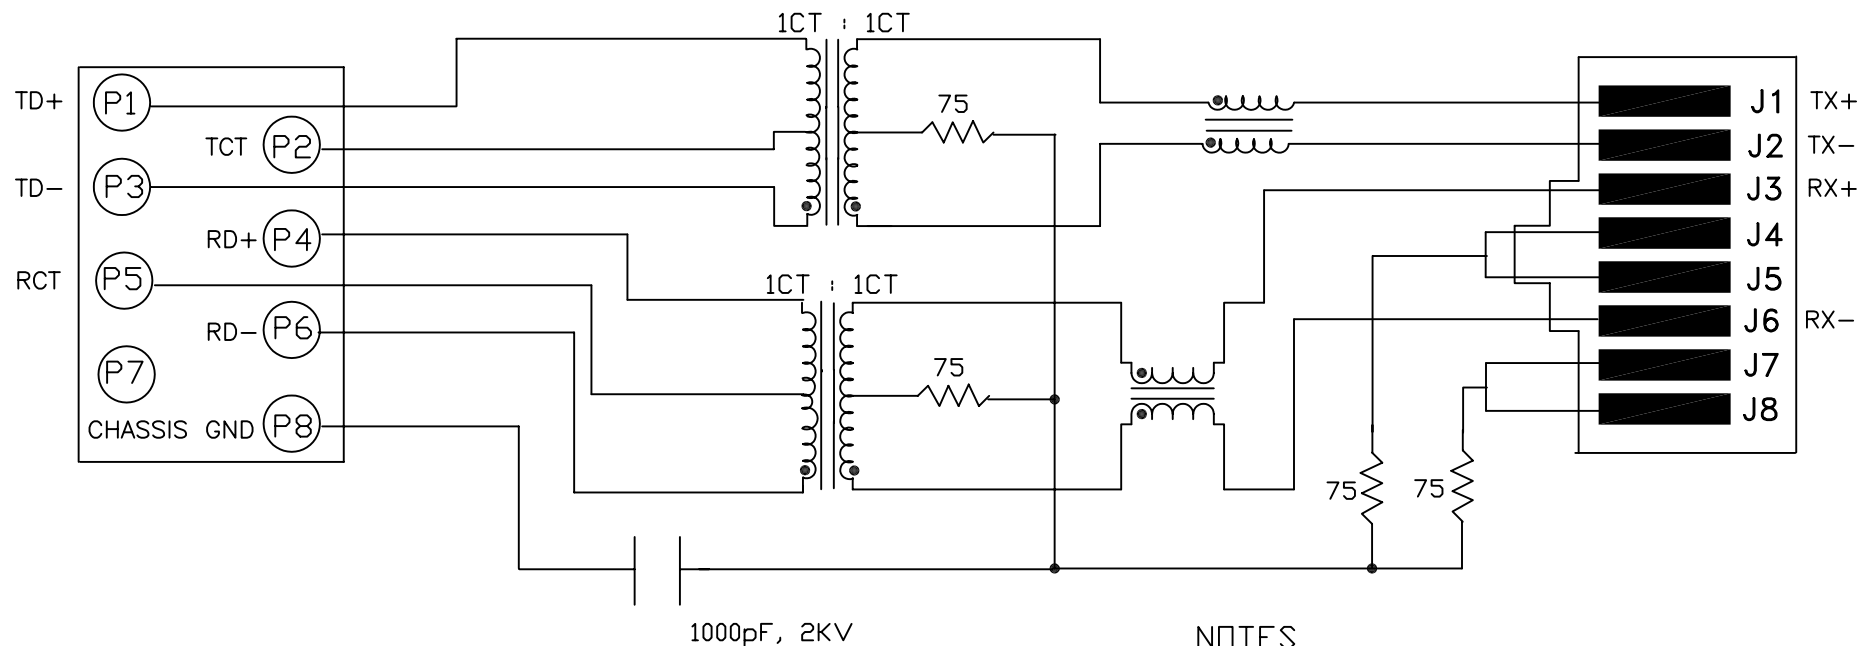 1CT : 1CT
TD+ P1
75
J1 TX+
TCT P2
J2 TX-
TD- P3
J3 RX+
RD+ P4
J4
RCT P5
1CT : 1CT
J5
RD- P6
J6 RX-
P7
75
J7
CHASSIS GND P8
J8
75
75
1000pF, 2KV
NOTES